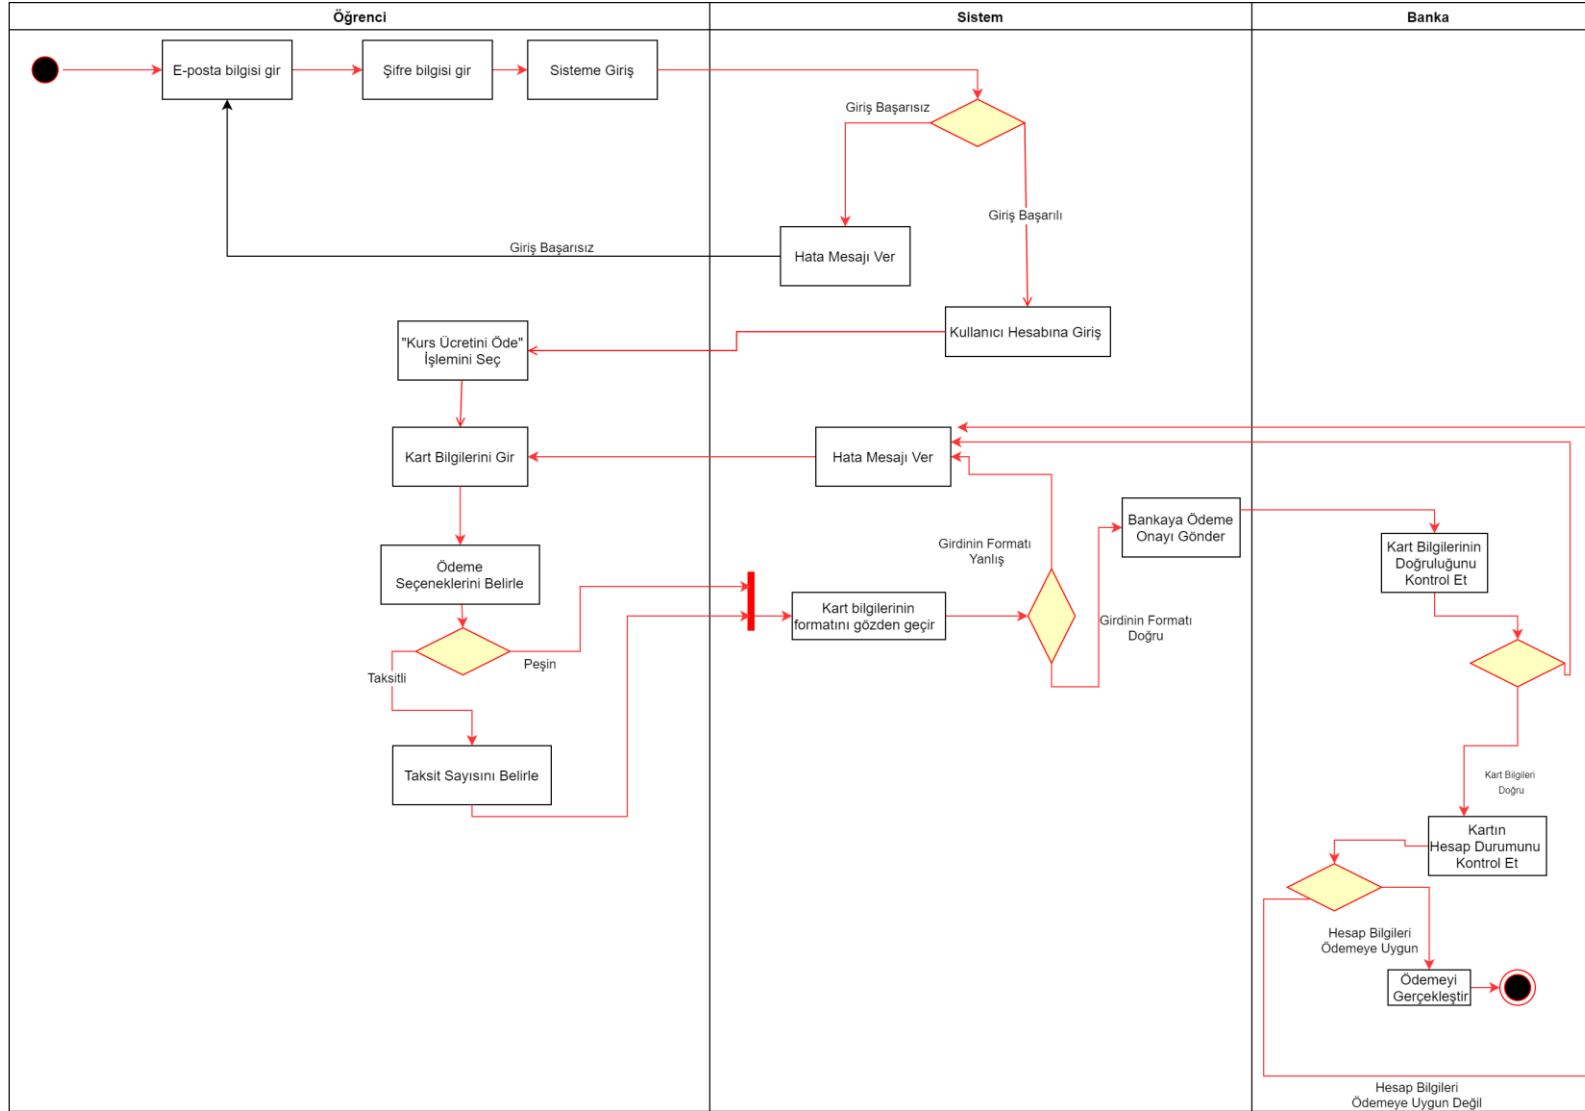 Öğrenci
Sistem
Banka
E-posta bilgisi gir
Şifre bilgisi gir
Sisteme Giriş
Giriş Başarısız
Giriş Başarılı
Giriş Başarısız
Hata Mesajı Ver
Kullanıcı Hesabına Giriş
"Kurs Ücretini Öde"
İşlemini Seç
Kart Bilgilerini Gir
Hata Mesajı Ver
Bankaya Ödeme
Onayı Gönder
Girdinin Formatı
Yanlış
Kart Bilgilerinin
Doğruluğunu
Kontrol Et
Ödeme
Seçeneklerini Belirle
Kart bilgilerinin
formatını gözden geçir
Girdinin Formatı
Doğru
Peşin
Taksitli
Taksit Sayısını Belirle
Kart Bilgileri
Doğru
Kartın
Hesap Durumunu
Kontrol Et
Hesap Bilgileri
Ödemeye Uygun
Ödemeyi
Gerçekleştir
Hesap Bilgileri
Ödemeye Uygun Değil